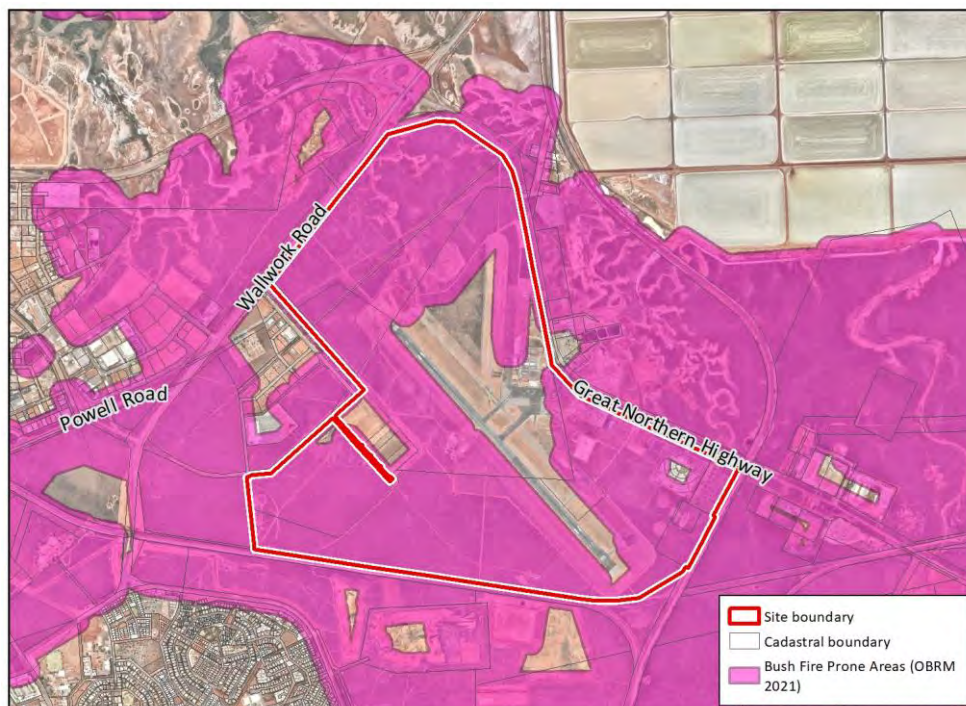 Wallwork Road
Powell Road
Great Northern Highway
Site boundary
Cadastral boundary
Bush Fire Prone Areas (OBRM
2021)